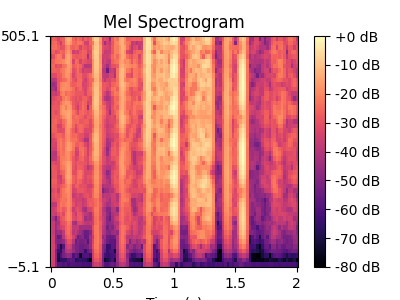 Mel Spectrogram
505.1
−5.1
0
0.5
1
1.5
2
+0 dB
-10 dB
-20 dB
-30 dB
-40 dB
-50 dB
-60 dB
-70 dB
-80 dB